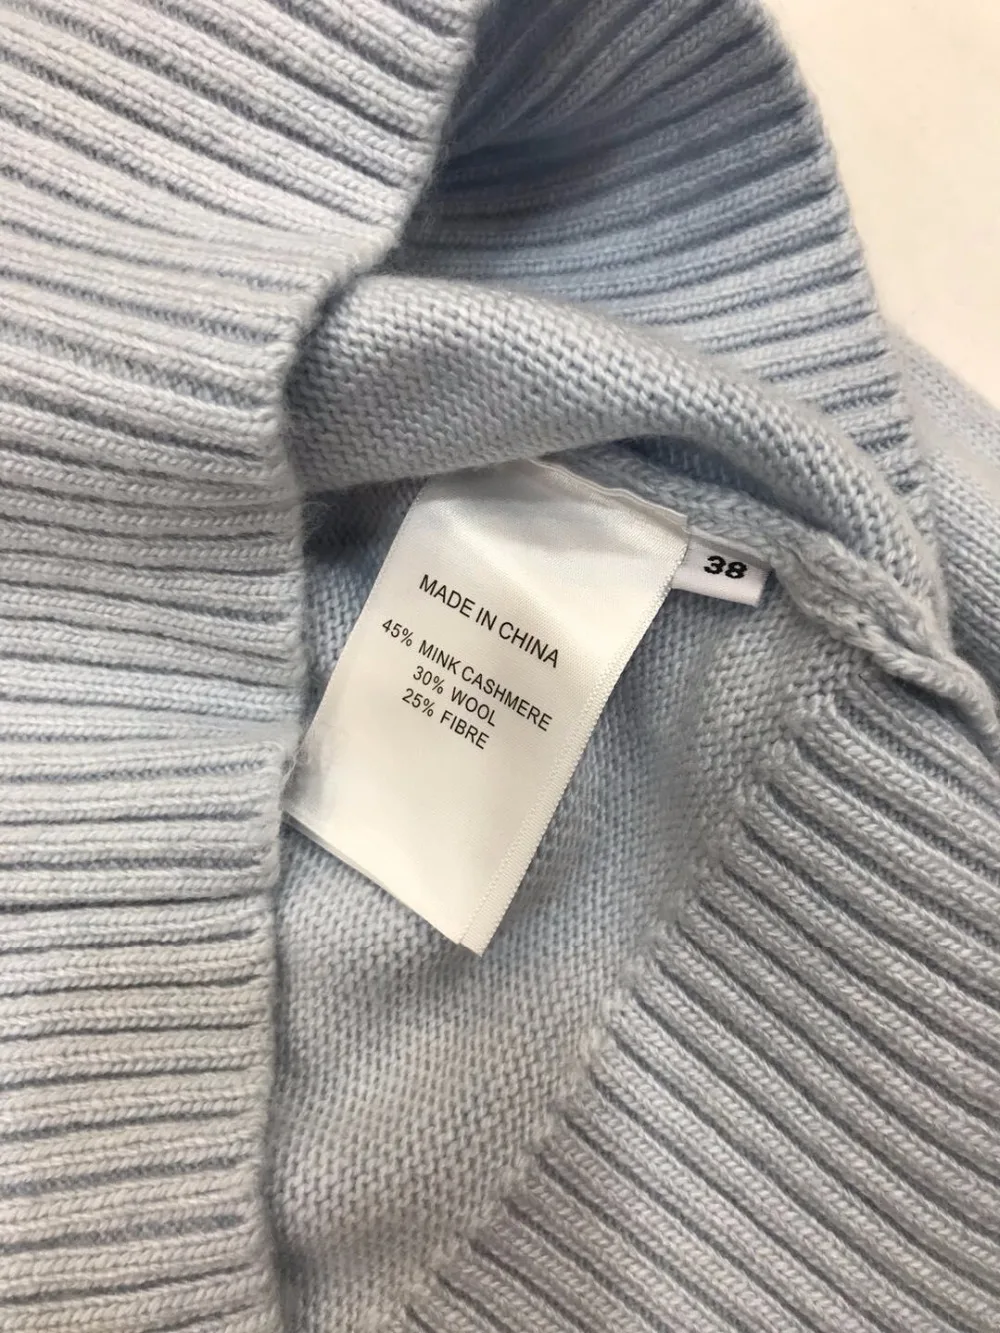 MADE IN CHINA
45% MINK CASHMERE
30% WOOL
25% FIBRE
38